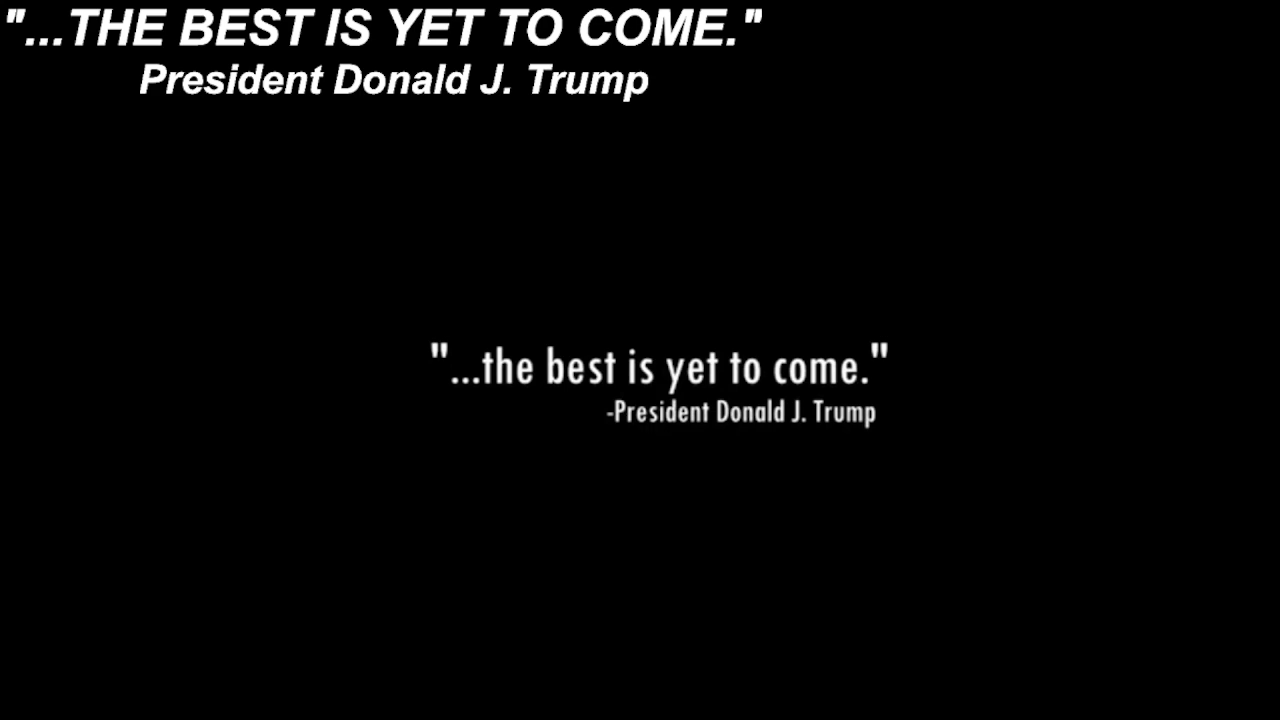 "...THE BEST IS YET TO COME."
President Donald J. Trump
"...the best is yet to come."
-President Donald J. Trump